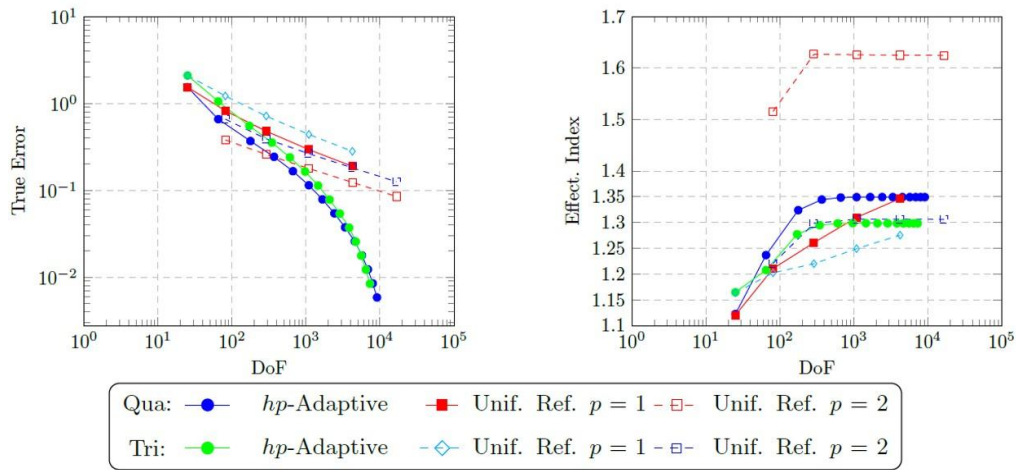 10^1
10^0
10^−1
10^−2
True Error
10^0 10^1 10^2 10^3 10^4 10^5
DoF
1.7
1.6
1.5
1.4
1.35
1.3
1.25
1.2
1.15
1.1
Effect. Index
10^0 10^1 10^2 10^3 10^4 10^5
DoF
Qua: hp-Adaptive Unif. Ref. p = 1 Unif. Ref. p = 2
Tri: hp-Adaptive Unif. Ref. p = 1 Unif. Ref. p = 2